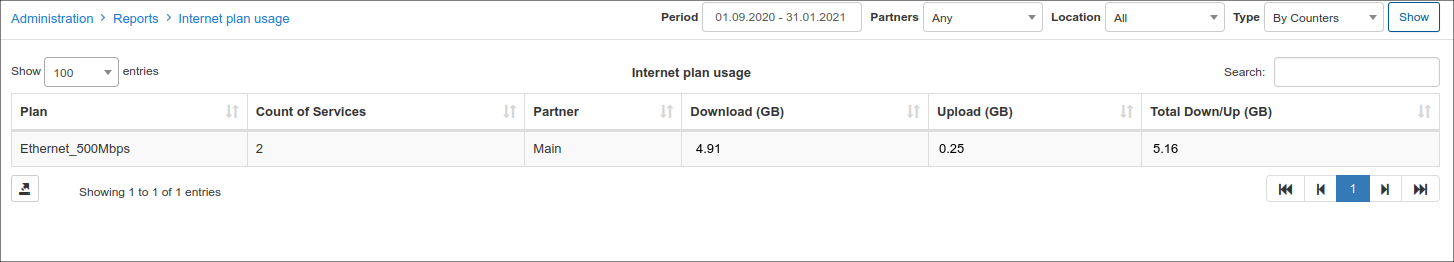 Administration > Reports > Internet plan usage Period 01.09.2020 - 31.01.2021 Partners Any Location All Type By Counters Show
Show 100 entries Internet plan usage Search:
Plan Count of Services Partner Download (GB) Upload (GB) Total Down/Up (GB)
Ethernet_500Mbps 2 Main 4.91 0.25 5.16
Showing 1 to 1 of 1 entries 1